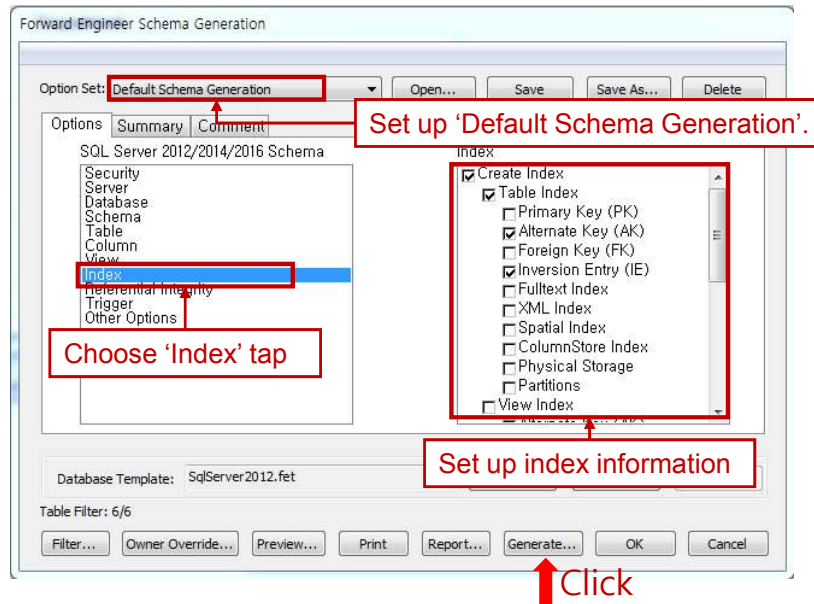 Forward Engineer Schema Generation
Option Set: Default Schema Generation Open... Save Save As... Delete
Set up 'Default Schema Generation'.
Options Summary Comment
SQL Server 2012/2014/2016 Schema
Security
Server
Database
Schema
Table
Column
View
Index
Referential Integrity
Trigger
Other Options
Choose 'Index' tap
Index
Create Index
Table Index
Primary Key (PK)
Alternate Key (AK)
Foreign Key (FK)
Inversion Entry (IE)
Fulltext Index
XML Index
Spatial Index
ColumnStore Index
Physical Storage
Partitions
View Index
Alternate Key (AK)
Set up index information
Database Template: SqlServer2012.fet
Table Filter: 6/6
Filter... Owner Override... Preview... Print Report... Generate... OK Cancel
Click